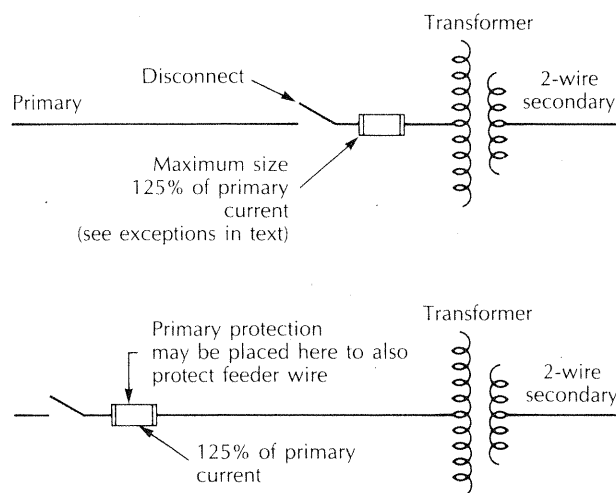 Transformer
Disconnect
2-wire
secondary
Primary
Maximum size
125% of primary
current
(see exceptions in text)
Transformer
Primary protection
may be placed here to also
protect feeder wire
2-wire
secondary
125% of primary
current